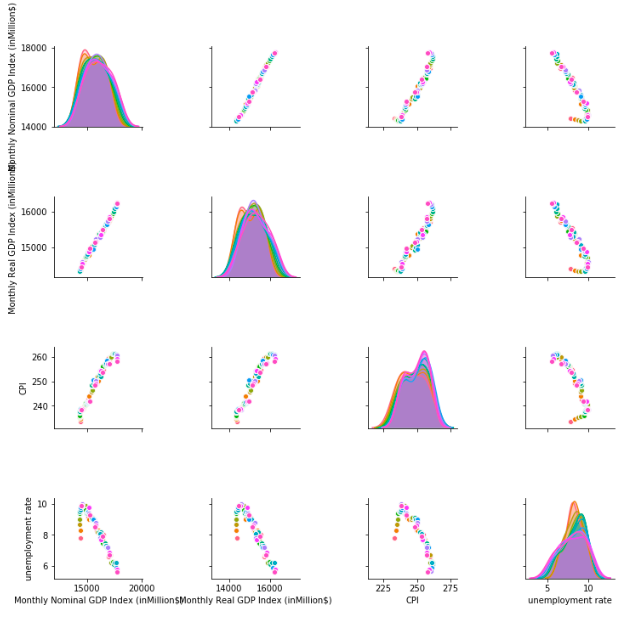 Monthly Nominal GDP Index (inMillion$)
18000
16000
14000
Monthly Real GDP Index (inMillion$)
16000
15000
CPI
260
250
240
unemployment rate
10
8
6
15000 20000
14000 16000
225 250 275
5 10
Monthly Nominal GDP Index (inMillion$)
Monthly Real GDP Index (inMillion$)
CPI
unemployment rate